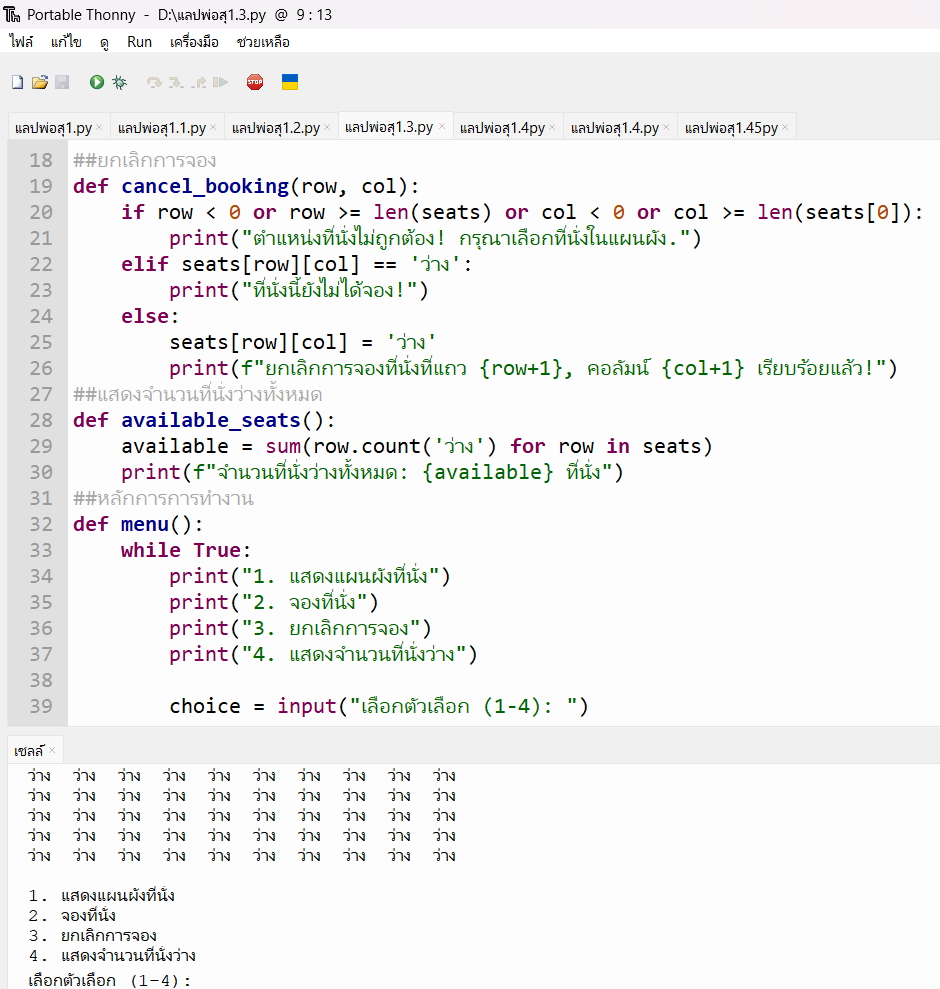 Portable Thonny - D:\แลปพ่อสุ1.3.py @ 9 : 13
ไฟล์ แก้ไข ดู Run เครื่องมือ ช่วยเหลือ
STOP
แลปพ่อสุ1.py × แลปพ่อสุ1.1.py × แลปพ่อสุ1.2.py × แลปพ่อสุ1.3.py × แลปพ่อสุ1.4py × แลปพ่อสุ1.4.py × แลปพ่อสุ1.45py ×
18 ##ยกเลิกการจอง
19 def cancel_booking(row, col):
20 if row < 0 or row >= len(seats) or col < 0 or col >= len(seats[0]):
21 print("ตำแหน่งที่นั่งไม่ถูกต้อง! กรุณาเลือกที่นั่งในแผนผัง.")
22 elif seats[row][col] == 'ว่าง':
23 print("ที่นั่งนี้ยังไม่ได้จอง!")
24 else:
25 seats[row][col] = 'ว่าง'
26 print(f"ยกเลิกการจองที่นั่งที่แถว {row+1}, คอลัมน์ {col+1} เรียบร้อยแล้ว!")
27 ##แสดงจำนวนที่นั่งว่างทั้งหมด
28 def available_seats():
29 available = sum(row.count('ว่าง') for row in seats)
30 print(f"จำนวนที่นั่งว่างทั้งหมด: {available} ที่นั่ง")
31 ##หลักการการทำงาน
32 def menu():
33 while True:
34 print("1. แสดงแผนผังที่นั่ง")
35 print("2. จองที่นั่ง")
36 print("3. ยกเลิกการจอง")
37 print("4. แสดงจำนวนที่นั่งว่าง")
38
39 choice = input("เลือกตัวเลือก (1-4): ")
เชลล์ ×
ว่าง ว่าง ว่าง ว่าง ว่าง ว่าง ว่าง ว่าง ว่าง ว่าง
ว่าง ว่าง ว่าง ว่าง ว่าง ว่าง ว่าง ว่าง ว่าง ว่าง
ว่าง ว่าง ว่าง ว่าง ว่าง ว่าง ว่าง ว่าง ว่าง ว่าง
ว่าง ว่าง ว่าง ว่าง ว่าง ว่าง ว่าง ว่าง ว่าง ว่าง
ว่าง ว่าง ว่าง ว่าง ว่าง ว่าง ว่าง ว่าง ว่าง ว่าง
1. แสดงแผนผังที่นั่ง
2. จองที่นั่ง
3. ยกเลิกการจอง
4. แสดงจำนวนที่นั่งว่าง
เลือกตัวเลือก (1-4):